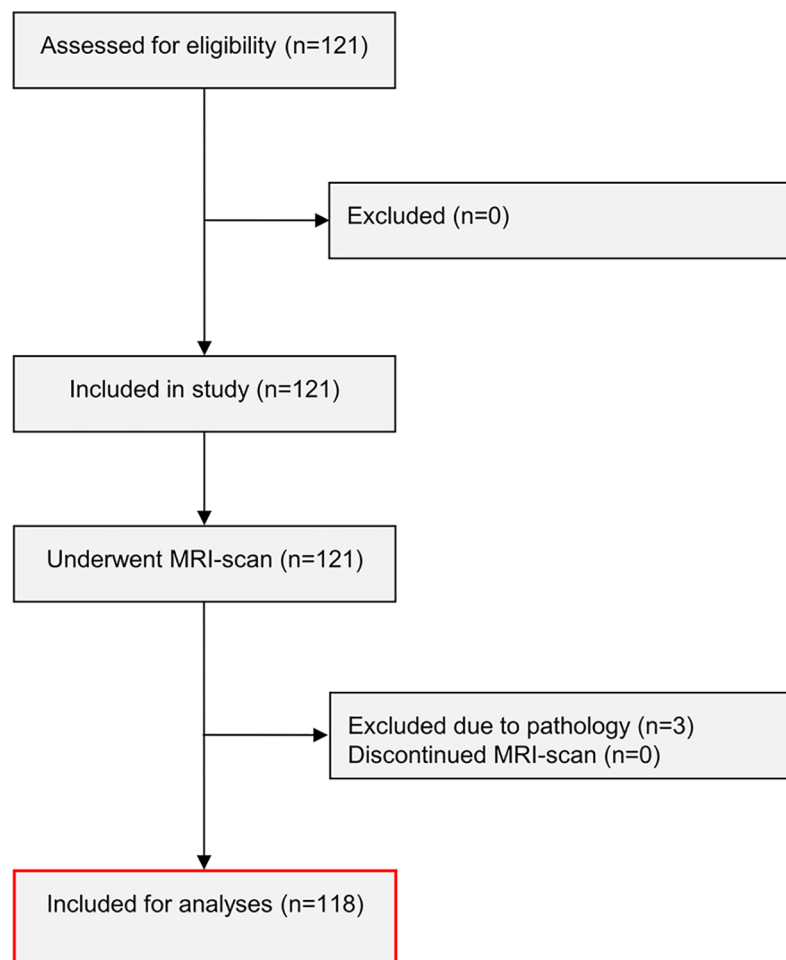 Assessed for eligibility (n=121)
Excluded (n=0)
Included in study (n=121)
Underwent MRI-scan (n=121)
Excluded due to pathology (n=3)
Discontinued MRI-scan (n=0)
Included for analyses (n=118)